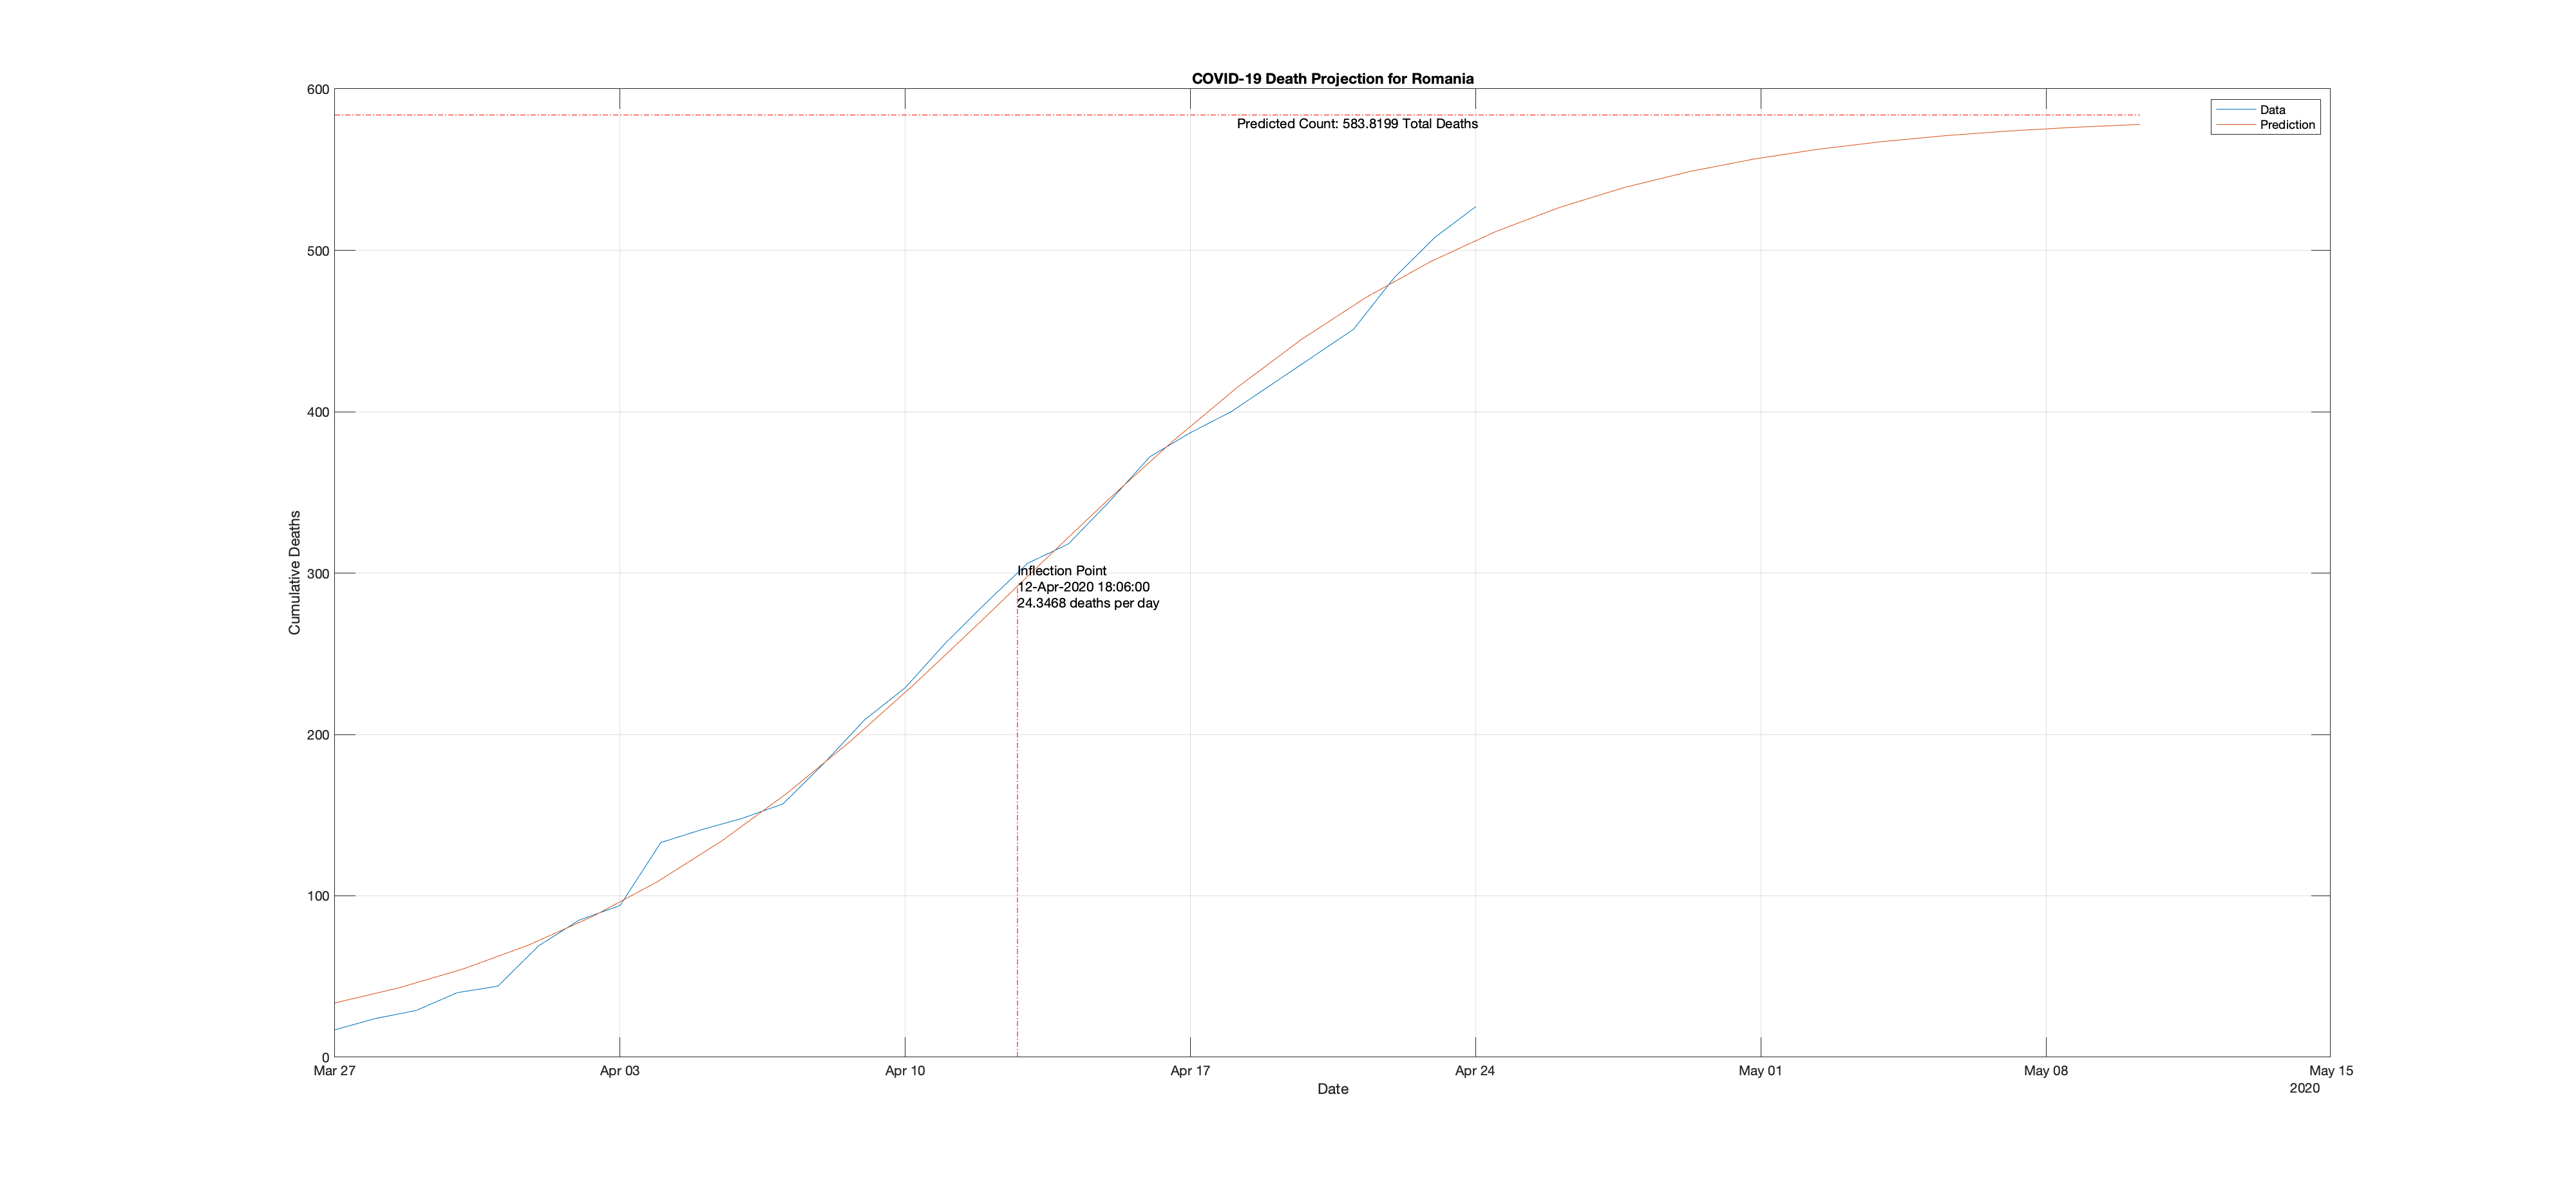 COVID-19 Death Projection for Romania
600
500
400
300
200
100
0
Cumulative Deaths
Predicted Count: 583.8199 Total Deaths
Data
Prediction
Inflection Point
12-Apr-2020 18:06:00
24.3468 deaths per day
Mar 27
Apr 03
Apr 10
Apr 17
Apr 24
May 01
May 08
May 15
2020
Date